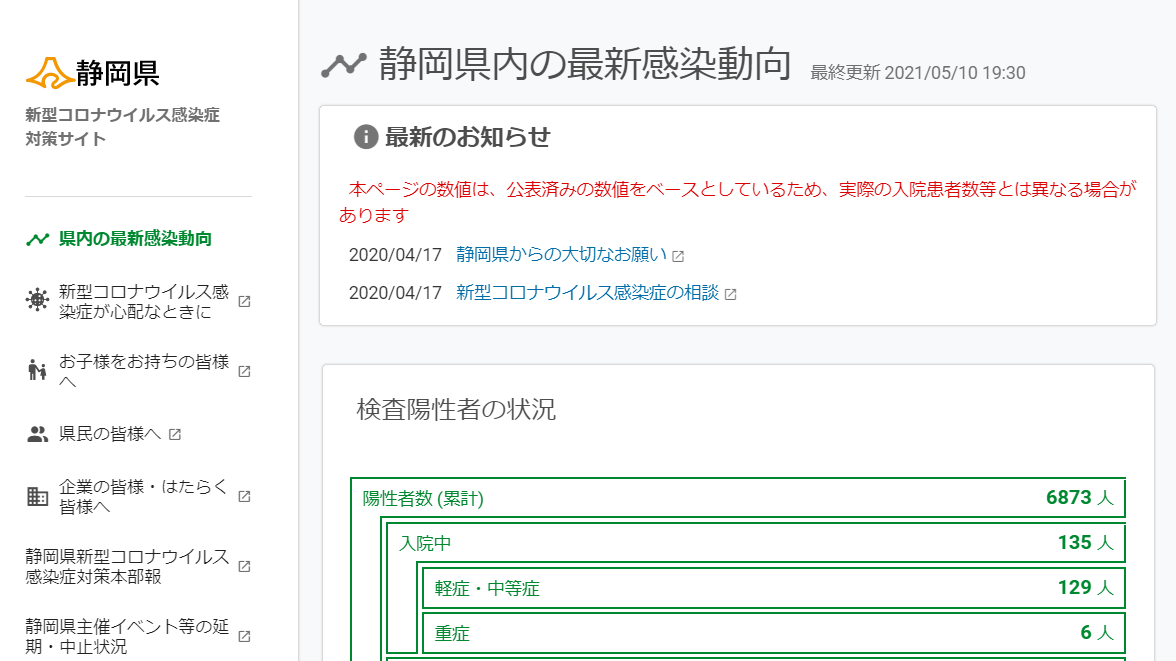 静岡県
新型コロナウイルス感染症
対策サイト
県内の最新感染動向
新型コロナウイルス感
染症が心配なときに
お子様をお持ちの皆様
へ
県民の皆様へ
企業の皆様・はたらく
皆様へ
静岡県新型コロナウイルス
感染症対策本部報
静岡県主催イベント等の延
期・中止状況
静岡県内の最新感染動向 最終更新 2021/05/10 19:30
最新のお知らせ
本ページの数値は、公表済みの数値をベースとしているため、実際の入院患者数等とは異なる場合が
あります
2020/04/17 静岡県からの大切なお願い
2020/04/17 新型コロナウイルス感染症の相談
検査陽性者の状況
陽性者数 (累計) 6873 人
入院中 135 人
軽症・中等症 129 人
重症 6 人